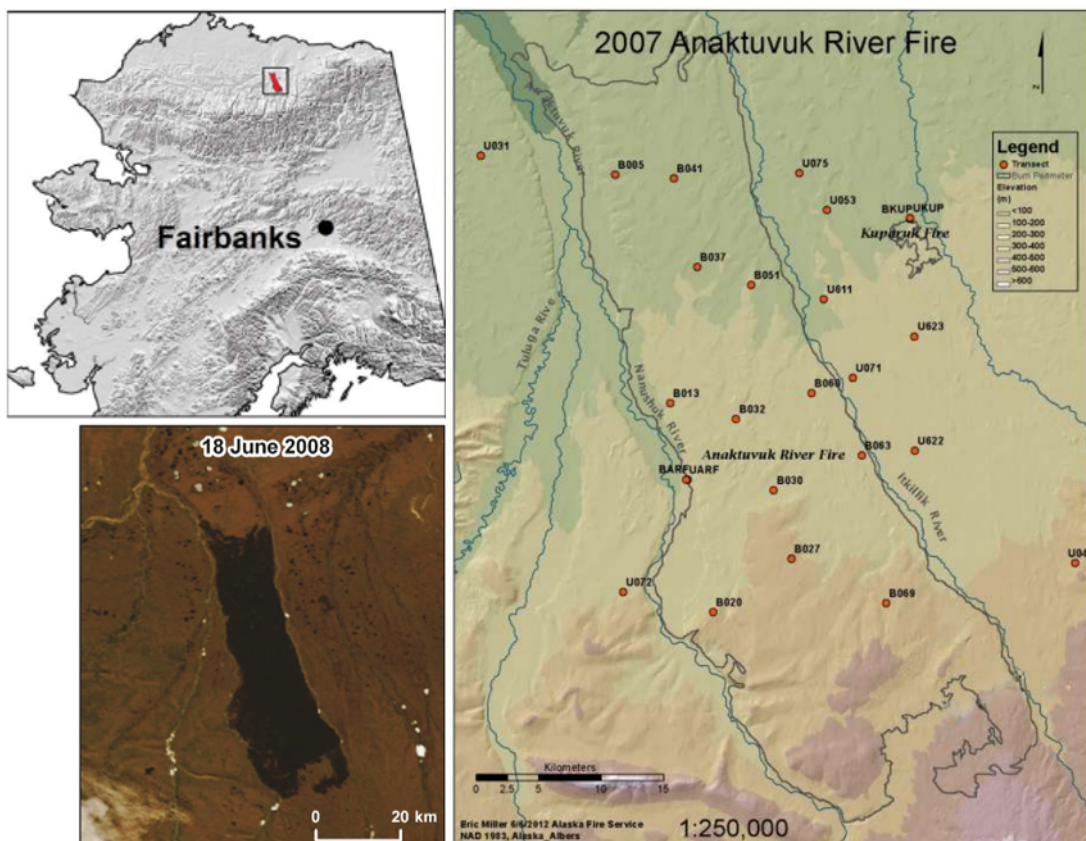 Fairbanks
18 June 2008
0 20 km
2007 Anaktuvuk River Fire
N
Anaktuvuk River
U031
B005
B041
U075
U053
BKUPUKUP
Kuparuk Fire
Legend
Transect
Burn Perimeter
Elevation
(m)
<100
100-200
200-300
300-400
400-500
500-600
>600
B037
B051
U611
U623
Tuluga River
Nanushuk River
U071
B060
B013
B032
Anaktuvuk River Fire
B063
U622
BARFUARF
B030
Itkillik River
B027
U04
U072
B020
B069
Kilometers
0 2.5 5 10 15
Eric Miller 6/6/2012 Alaska Fire Service
NAD 1983, Alaska_Albers
1:250,000